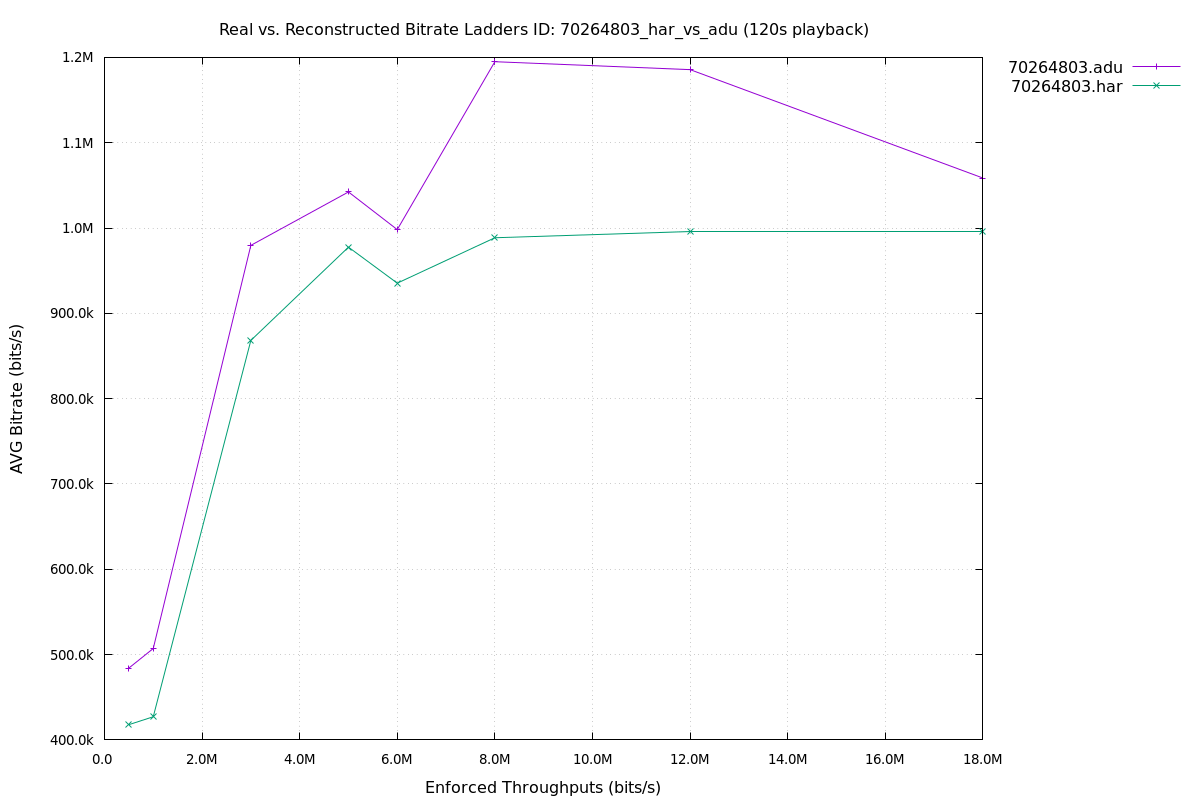 Real vs. Reconstructed Bitrate Ladders ID: 70264803_har_vs_adu (120s playback)
70264803.adu
70264803.har
1.2M
1.1M
1.0M
900.0k
800.0k
700.0k
600.0k
500.0k
400.0k
AVG Bitrate (bits/s)
0.0 2.0M 4.0M 6.0M 8.0M 10.0M 12.0M 14.0M 16.0M 18.0M
Enforced Throughputs (bits/s)